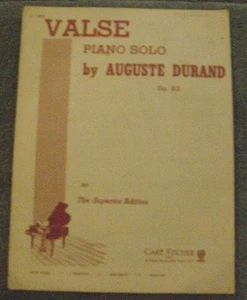 VALSE
PIANO SOLO
by AUGUSTE DURAND
Op. 83
The Superior Edition
CARL FISCHER